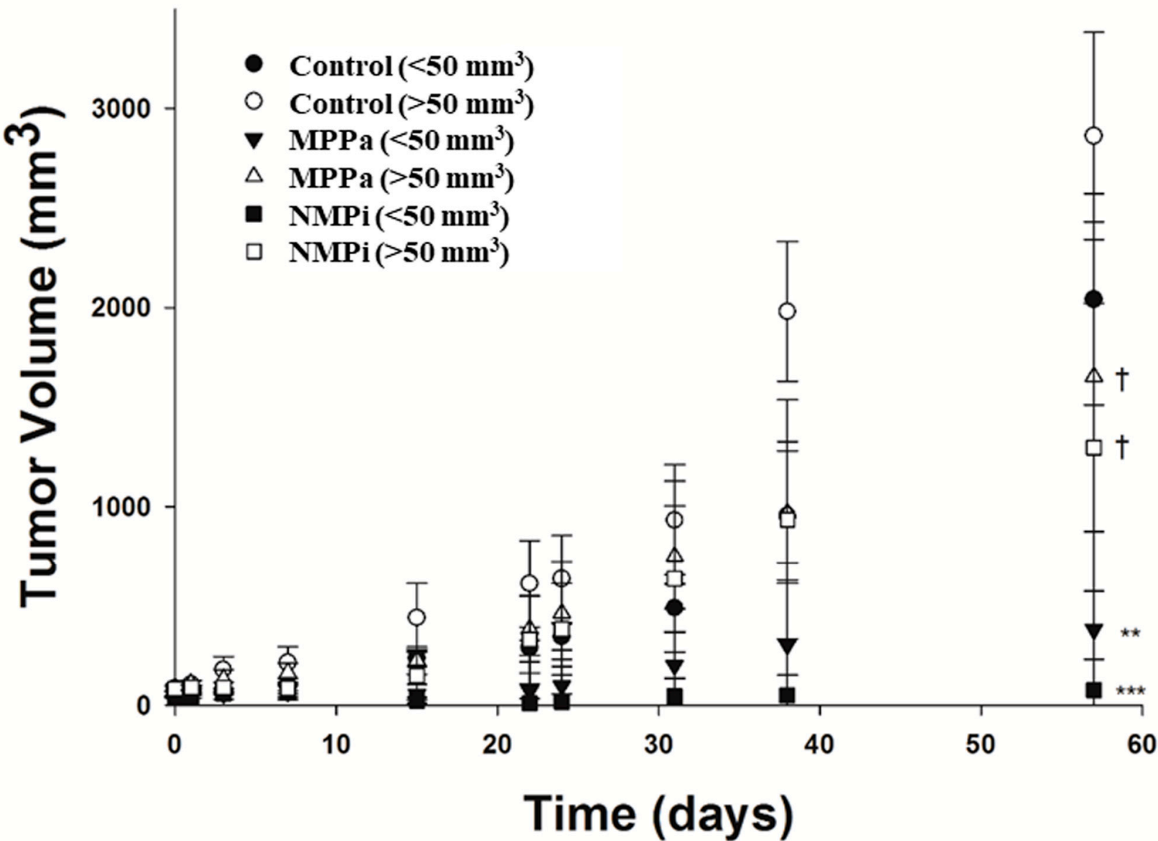 Control (<50 mm³)
Control (>50 mm³)
MPPa (<50 mm³)
MPPa (>50 mm³)
NMPi (<50 mm³)
NMPi (>50 mm³)
Tumor Volume (mm³)
3000
2000
1000
0
†
†
**
***
0 10 20 30 40 50 60
Time (days)